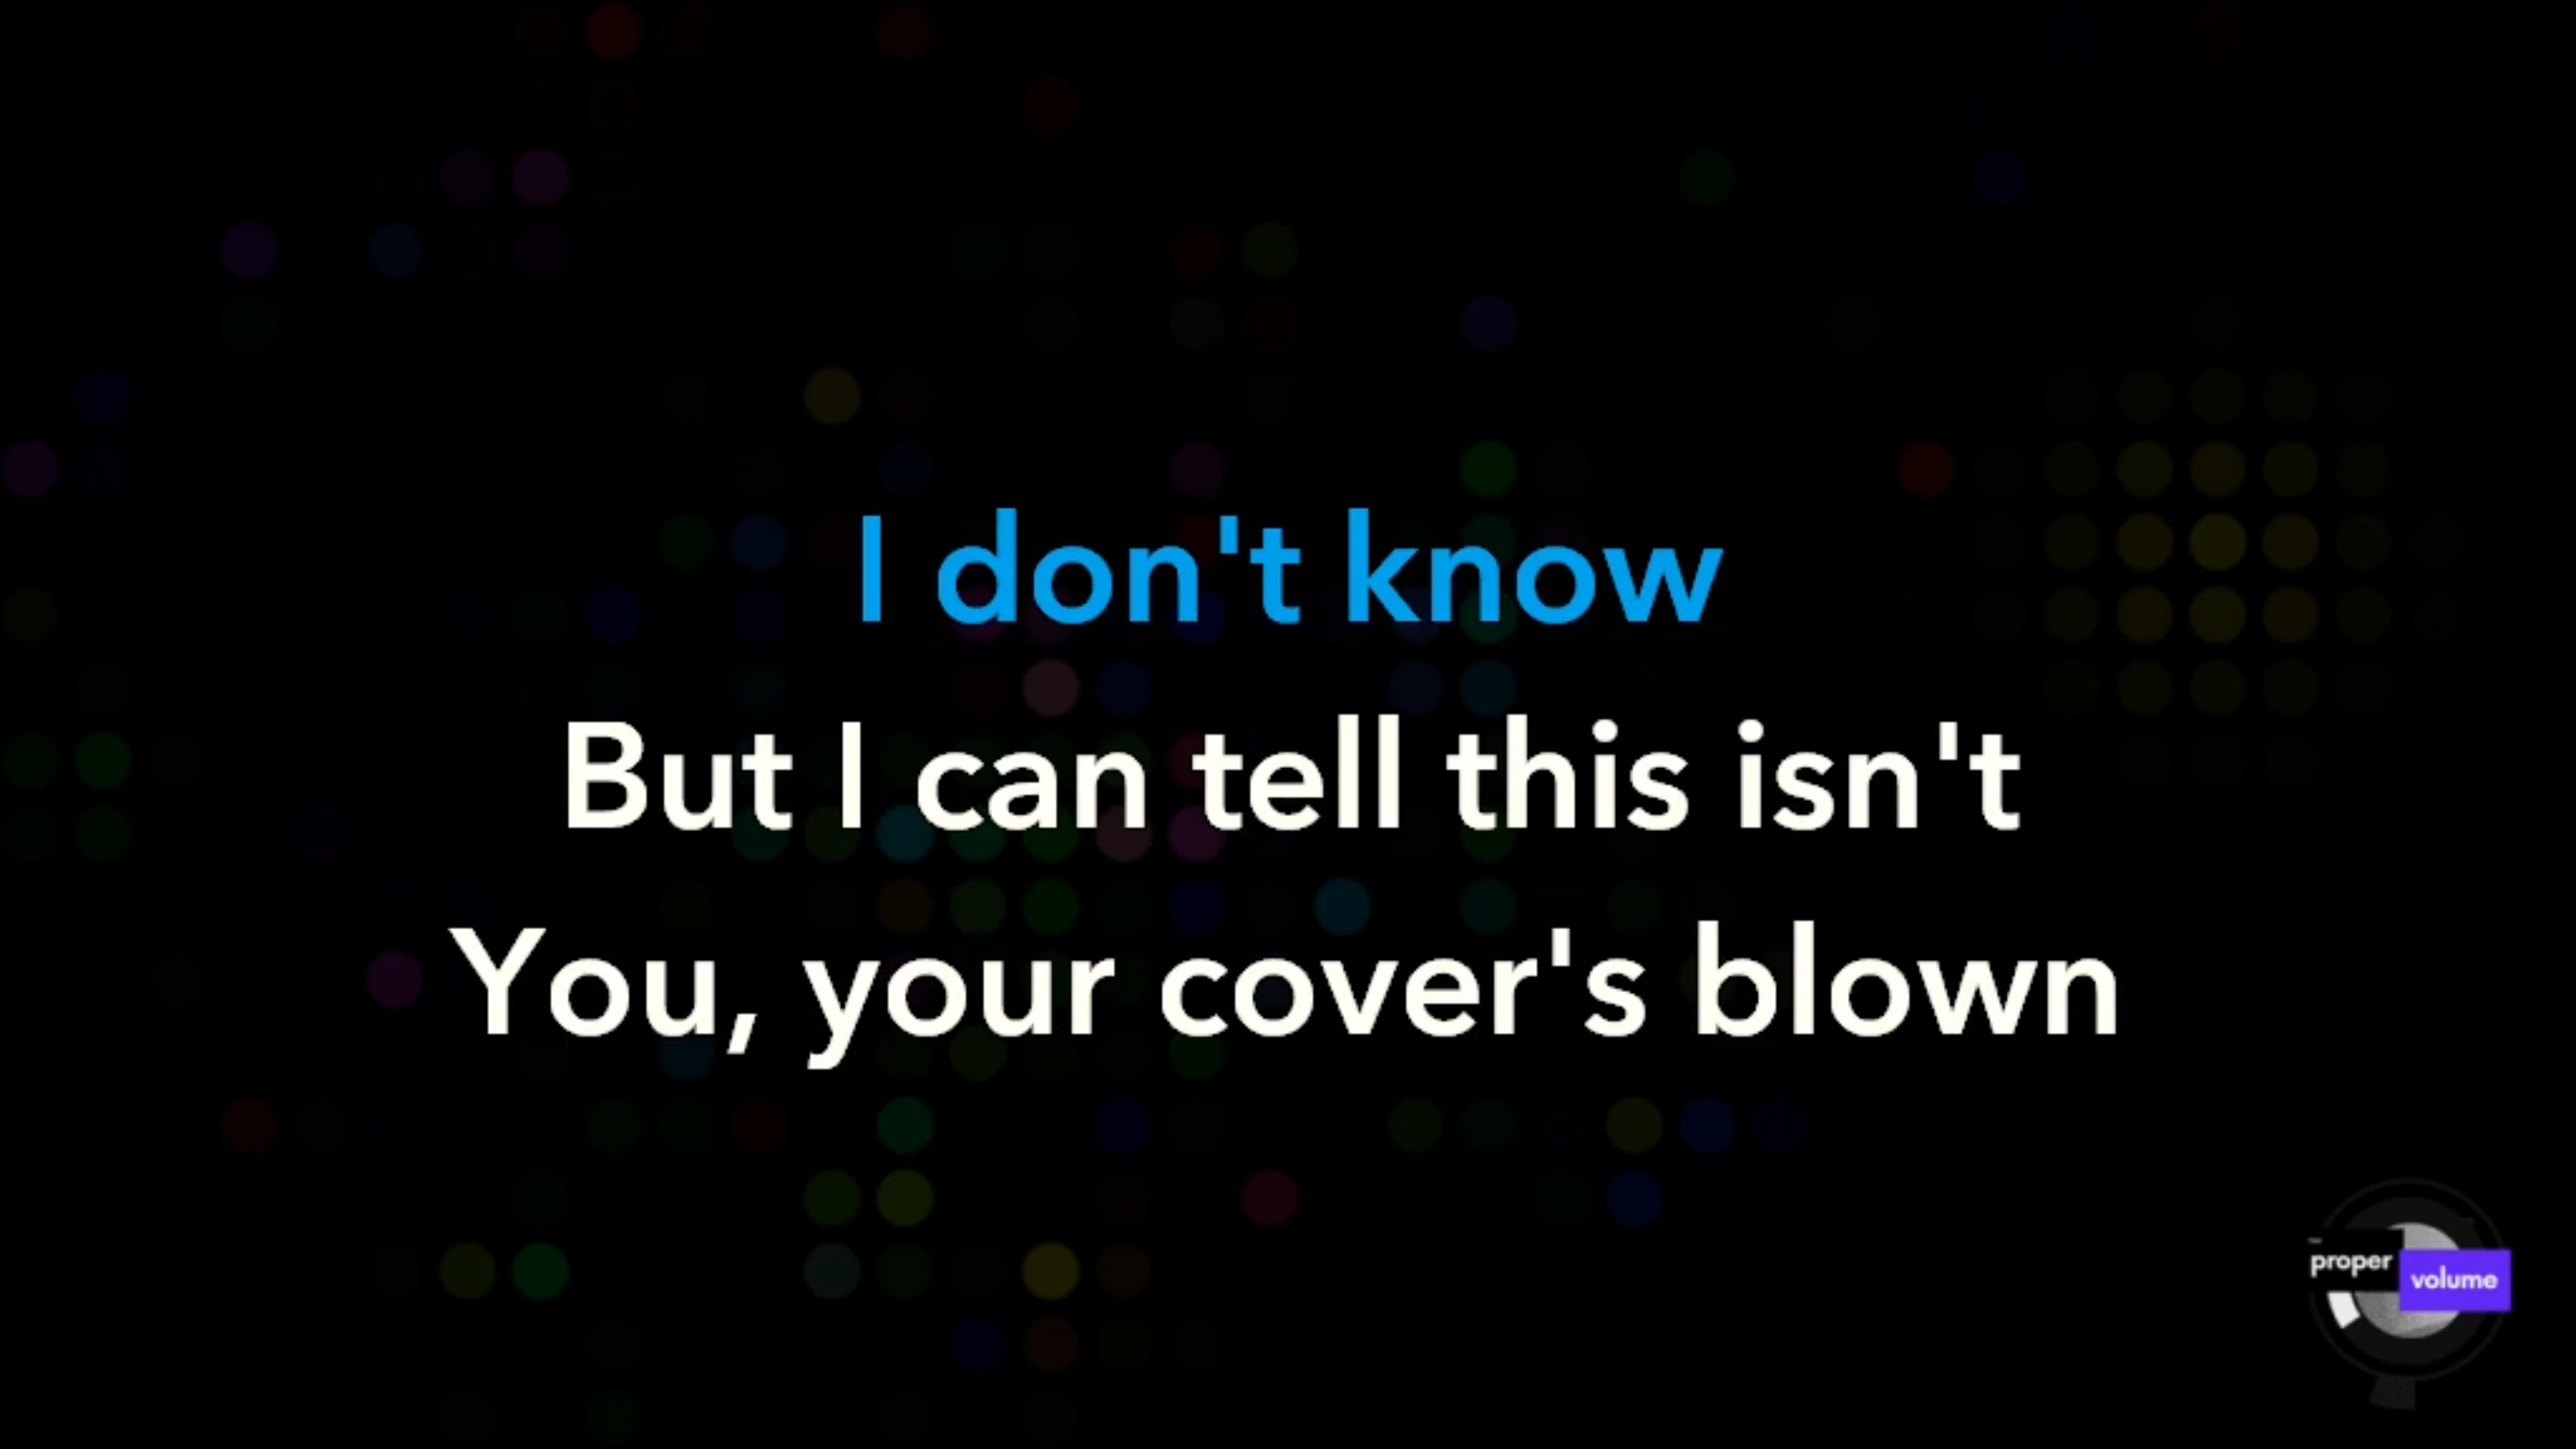 I don't know
But I can tell this isn't
You, your cover's blown
proper
volume